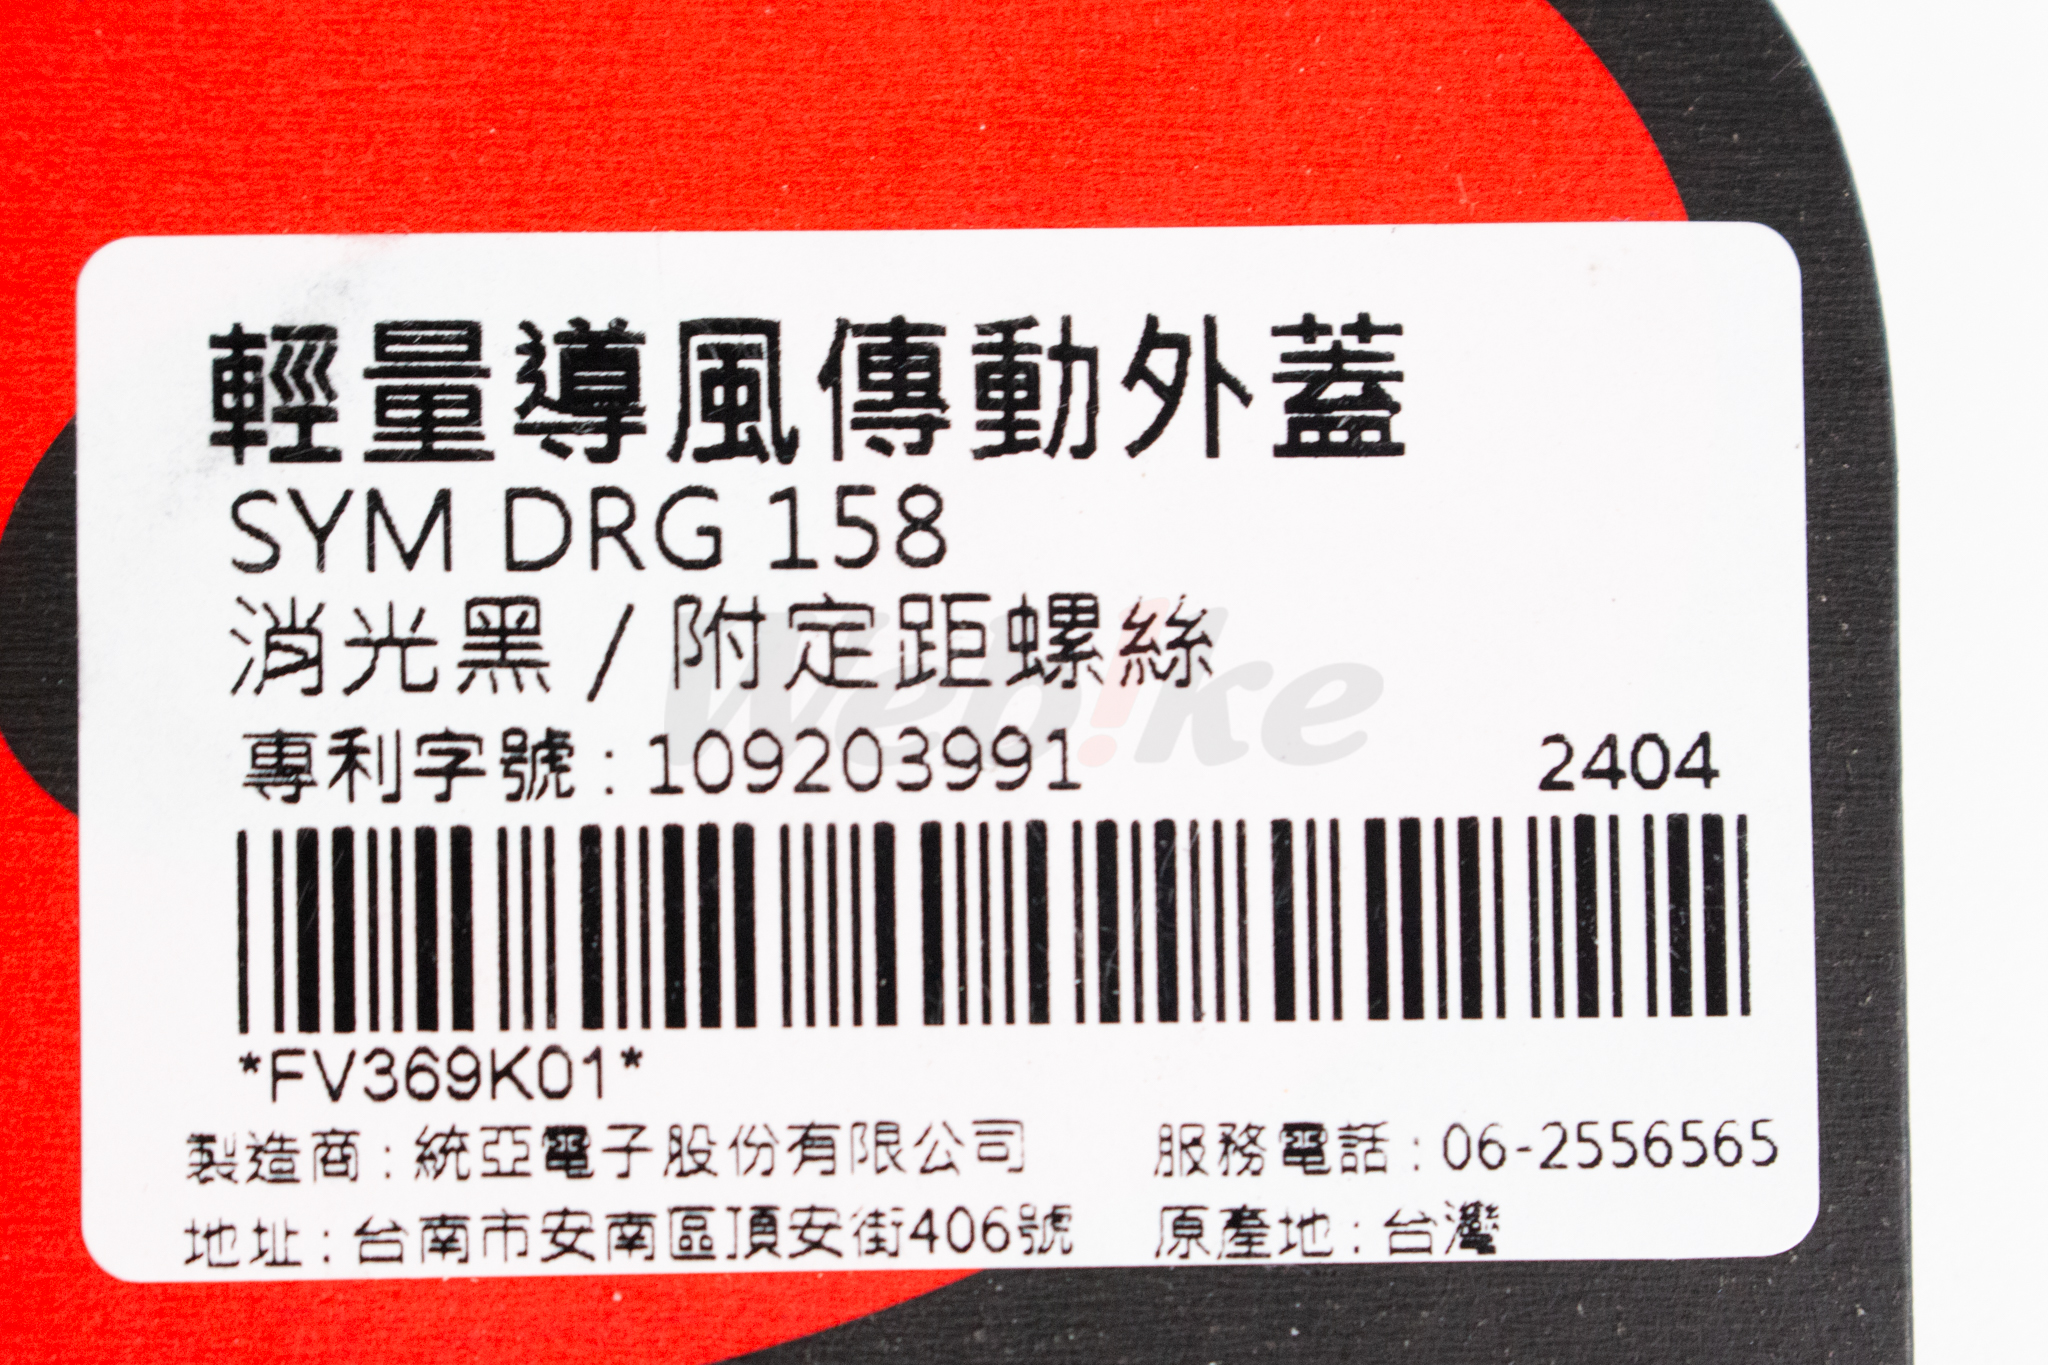 輕量導風傳動外蓋
SYM DRG 158
消光黑 / 附定距螺絲
Webike
專利字號 : 109203991 2404
*FV369K01*
製造商 : 統亞電子股份有限公司 服務電話 : 06-2556565
地址 : 台南市安南區頂安街406號 原產地 : 台灣